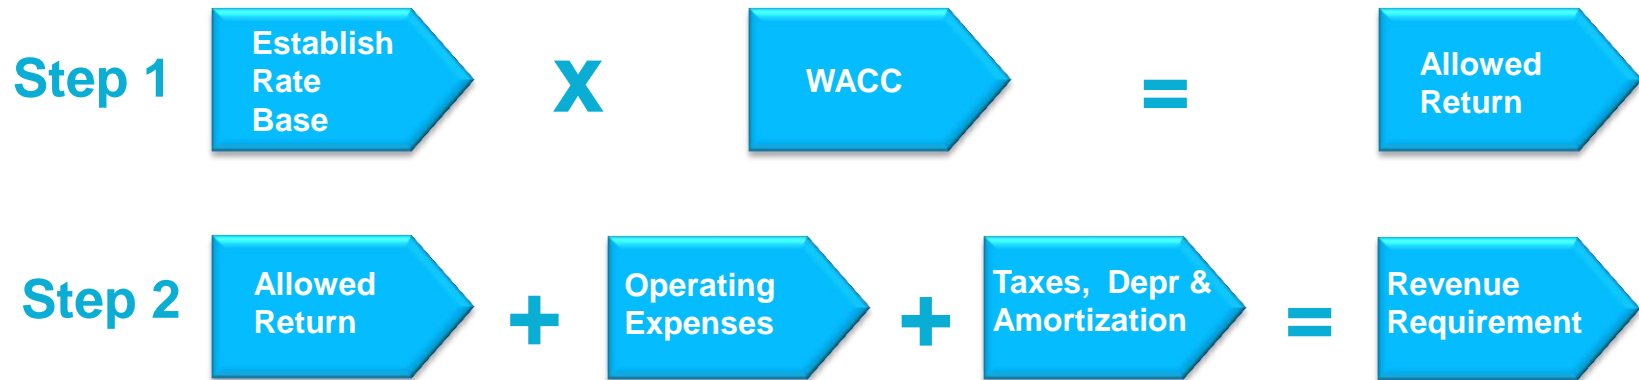 Step 1
Establish
Rate
Base
X
WACC
=
Allowed
Return
Step 2
Allowed
Return
+
Operating
Expenses
+
Taxes, Depr &
Amortization
=
Revenue
Requirement